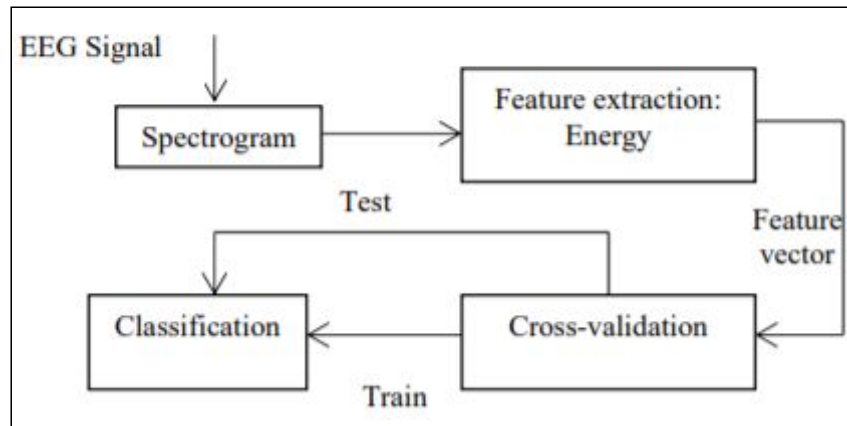 EEG Signal
Spectrogram
Feature extraction:
Energy
Feature
vector
Test
Classification
Cross-validation
Train